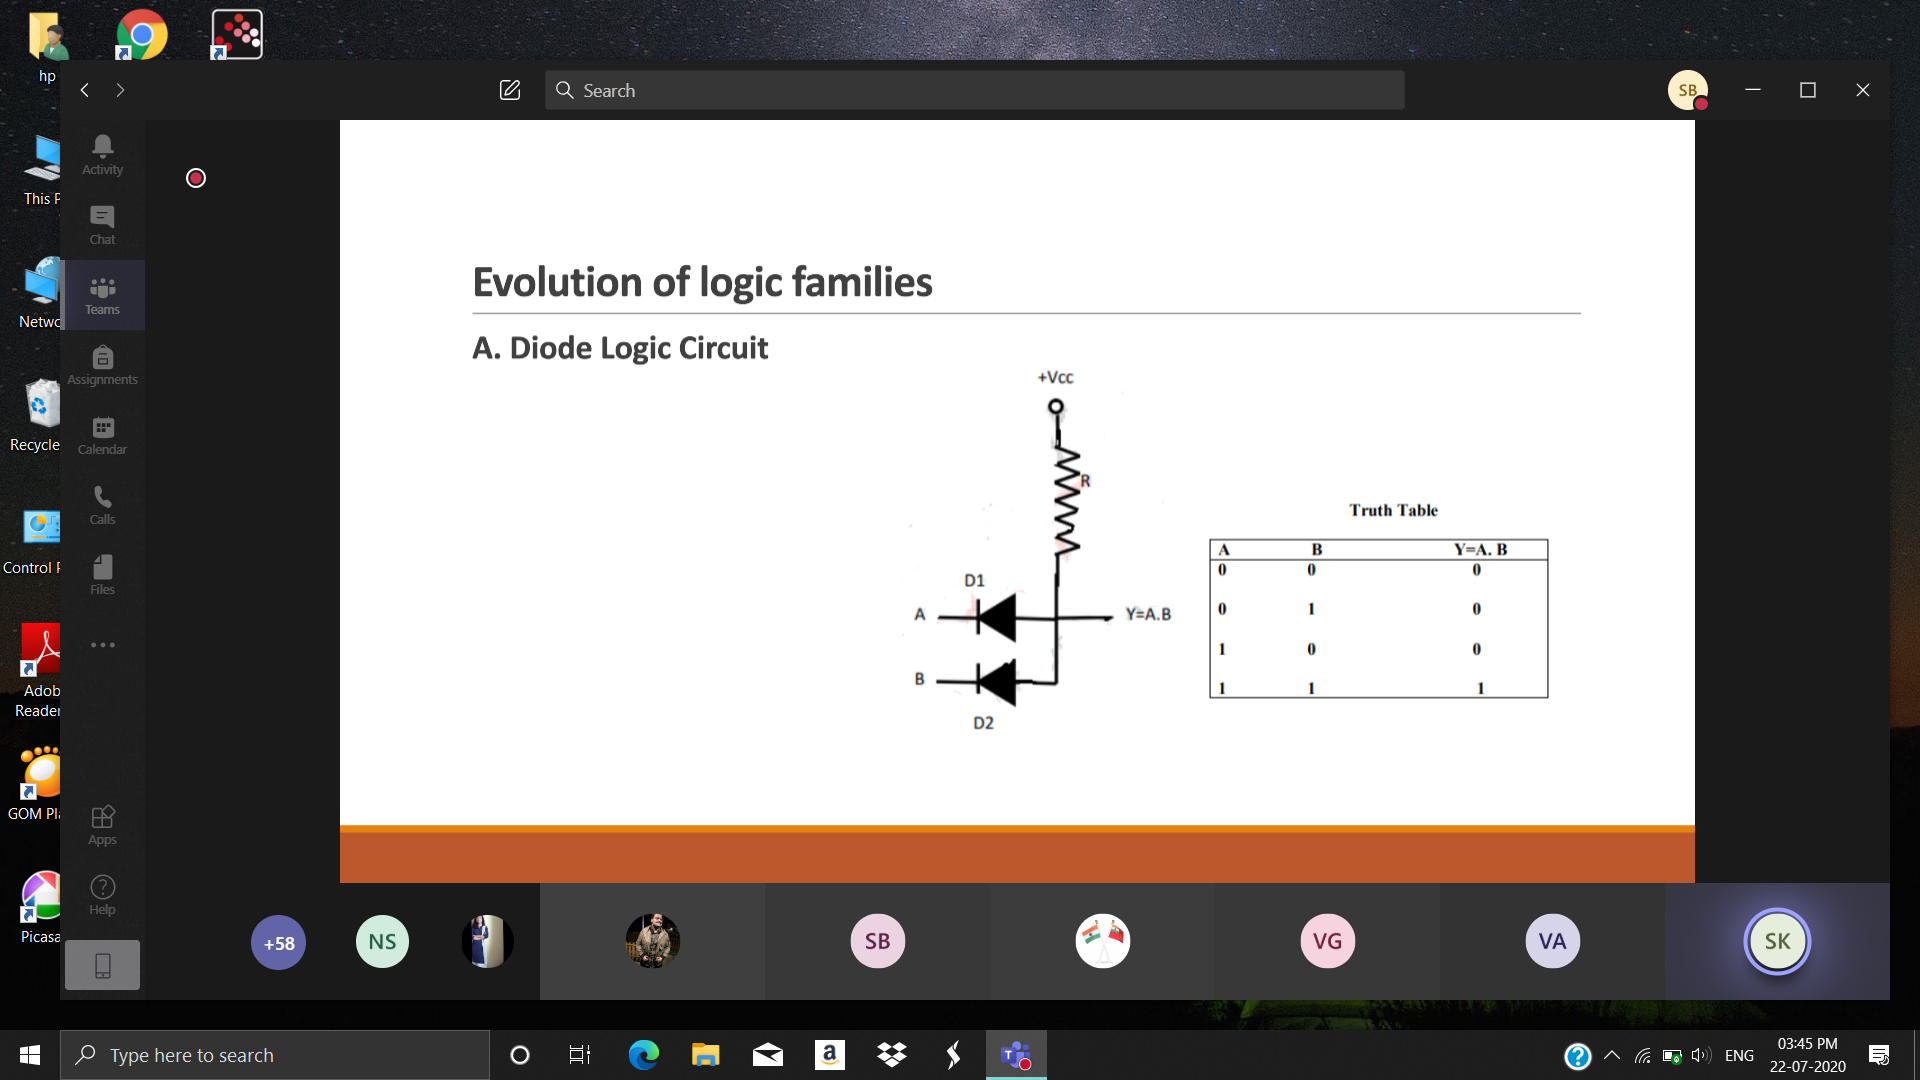 hp
Search
SB
Activity
This P
Chat
Teams
Netwo
Assignments
Recycle
Calendar
Calls
Control P
Files
Adob
Reader
GOM Pla
Apps
Help
Picasa
Evolution of logic families
A. Diode Logic Circuit
+Vcc
R
D1
A
Y=A.B
B
D2
Truth Table
A B Y=A. B
0 0 0
0 1 0
1 0 0
1 1 1
+58
NS
SB
VG
VA
SK
Type here to search
a
T
ENG
03:45 PM
22-07-2020